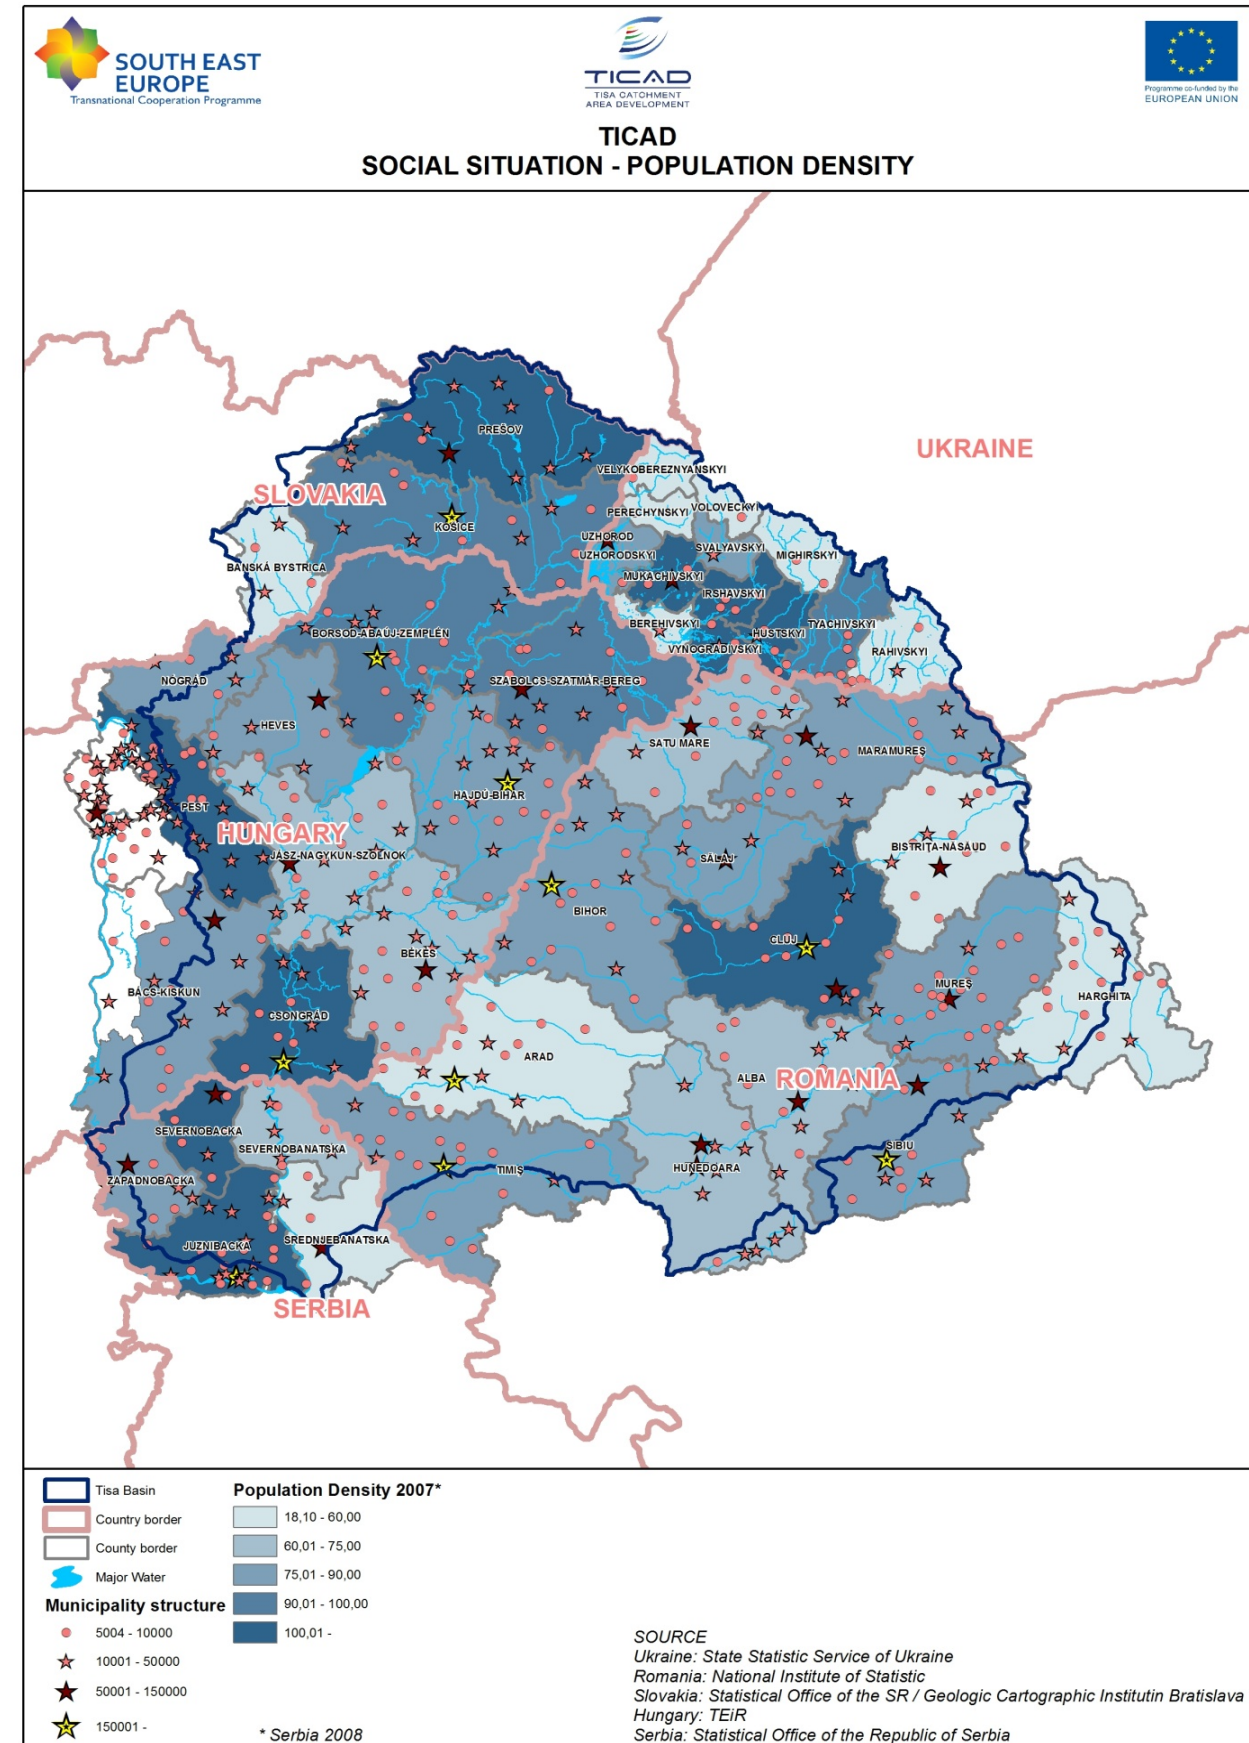 SOUTH EAST
EUROPE
Transnational Cooperation Programme
TICAD
TISA CATCHMENT
AREA DEVELOPMENT
Programme co-funded by the
EUROPEAN UNION
TICAD
SOCIAL SITUATION - POPULATION DENSITY
UKRAINE
PREŠOV
VELYKOBEREZNYANSKYI
SLOVAKIA
PERECHYNSKY
VOLOVECKYI
KOŠICE
UZHOROD
UZHORODSKYI
SVALYAVSKYI
MIGHIRSKYI
BANSKÁ BYSTRICA
MUKACHIVSKYI
IRSHAVSKYI
BEREHIVSKYI
TYACHIVSKYI
BORSOD-ABAÚJ-ZEMPLÉN
HUSTSKYI
VYNOGRADIVSKYI
RAHIVSKYI
NÓGRÁD
SZABOLCS-SZATMÁR-BEREG
HEVES
SATU MARE
MARAMUREŞ
HAJDÚ-BIHAR
PEST
HUNGARY
JÁSZ-NAGYKUN-SZOLNOK
BISTRIŢA-NĂSĂUD
SĂLAJ
BIHOR
CLUJ
BÉKÉS
BÁCS-KISKUN
MUREŞ
HARGHITA
CSONGRÁD
ARAD
ALBA
ROMANIA
SEVERNOBACKA
SEVERNOBANATSKA
SIBIU
ZAPADNOBACKA
TIMIŞ
HUNEDOARA
JUZNIBACKA
SREDNJEBANATSKA
SERBIA
Tisa Basin
Country border
County border
Major Water
Municipality structure
5004 - 10000
10001 - 50000
50001 - 150000
150001 -
Population Density 2007*
18,10 - 60,00
60,01 - 75,00
75,01 - 90,00
90,01 - 100,00
100,01 -
* Serbia 2008
SOURCE
Ukraine: State Statistic Service of Ukraine
Romania: National Institute of Statistic
Slovakia: Statistical Office of the SR / Geologic Cartographic Institutin Bratislava
Hungary: TEiR
Serbia: Statistical Office of the Republic of Serbia